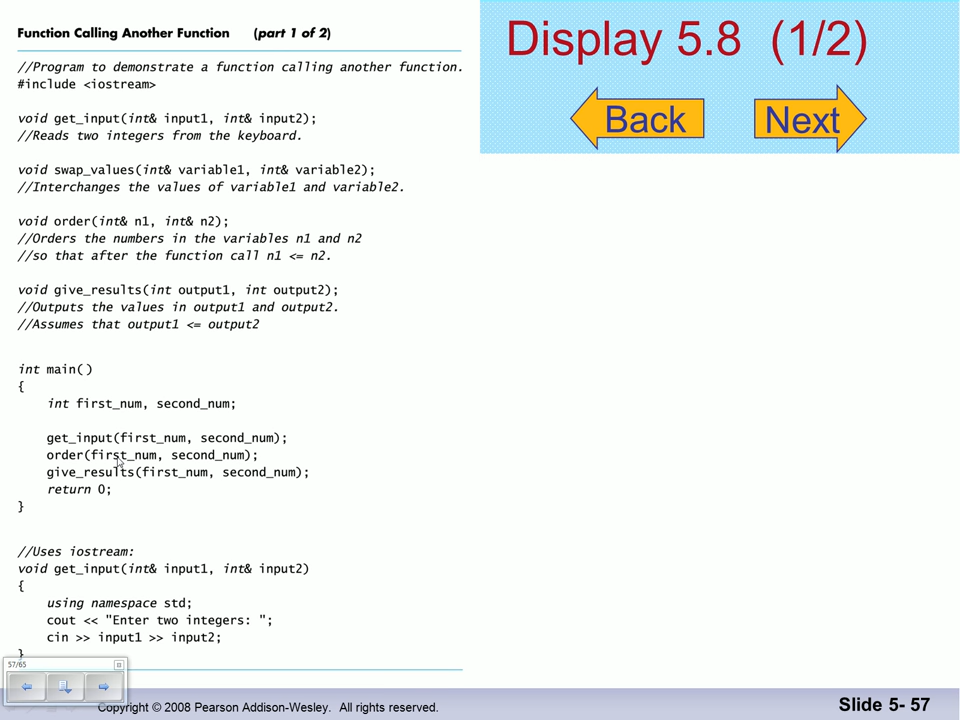 Function Calling Another Function (part 1 of 2)
//Program to demonstrate a function calling another function.
#include <iostream>
void get_input(int& input1, int& input2);
//Reads two integers from the keyboard.
void swap_values(int& variable1, int& variable2);
//Interchanges the values of variable1 and variable2.
void order(int& n1, int& n2);
//Orders the numbers in the variables n1 and n2
//so that after the function call n1 <= n2.
void give_results(int output1, int output2);
//Outputs the values in output1 and output2.
//Assumes that output1 <= output2
int main()
{
    int first_num, second_num;
    get_input(first_num, second_num);
    order(first_num, second_num);
    give_results(first_num, second_num);
    return 0;
}
//Uses iostream:
void get_input(int& input1, int& input2)
{
    using namespace std;
    cout << "Enter two integers: ";
    cin >> input1 >> input2;
}
Display 5.8 (1/2)
Back Next
57/65
Copyright © 2008 Pearson Addison-Wesley. All rights reserved.
Slide 5- 57